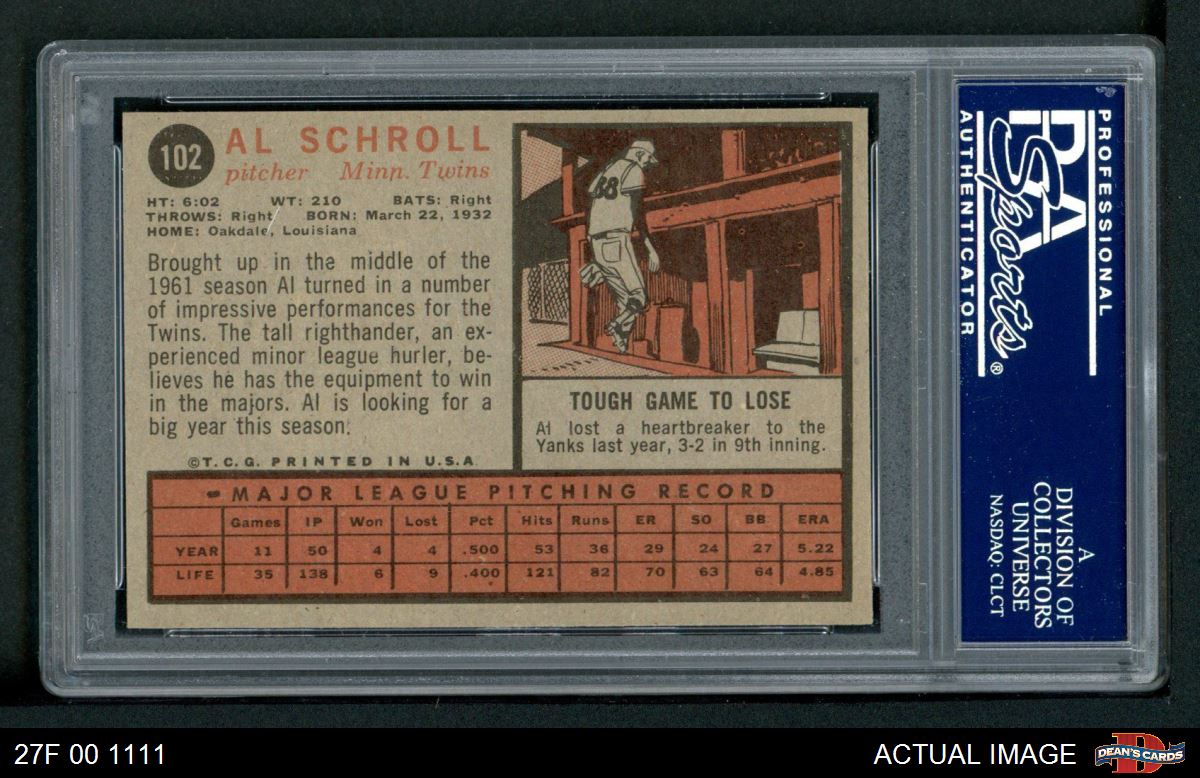 102
AL SCHROLL
pitcher Minn. Twins
HT: 6:02 WT: 210 BATS: Right
THROWS: Right BORN: March 22, 1932
HOME: Oakdale, Louisiana
Brought up in the middle of the
1961 season Al turned in a number
of impressive performances for the
Twins. The tall righthander, an ex-
perienced minor league hurler, be-
lieves he has the equipment to win
in the majors. Al is looking for a
big year this season.
©T.C.G. PRINTED IN U.S.A
68
TOUGH GAME TO LOSE
Al lost a heartbreaker to the
Yanks last year, 3-2 in 9th inning.
MAJOR LEAGUE PITCHING RECORD
Games IP Won Lost Pct Hits Runs ER SO BB ERA
YEAR 11 50 4 4 .500 53 36 29 24 27 5.22
LIFE 35 138 6 9 .400 121 82 70 63 64 4.85
PROFESSIONAL
PSA
Sports®
AUTHENTICATOR
A
DIVISION OF
COLLECTORS
UNIVERSE
NASDAQ: CLCT
27F 00 1111
ACTUAL IMAGE
D
DEAN'S CARDS